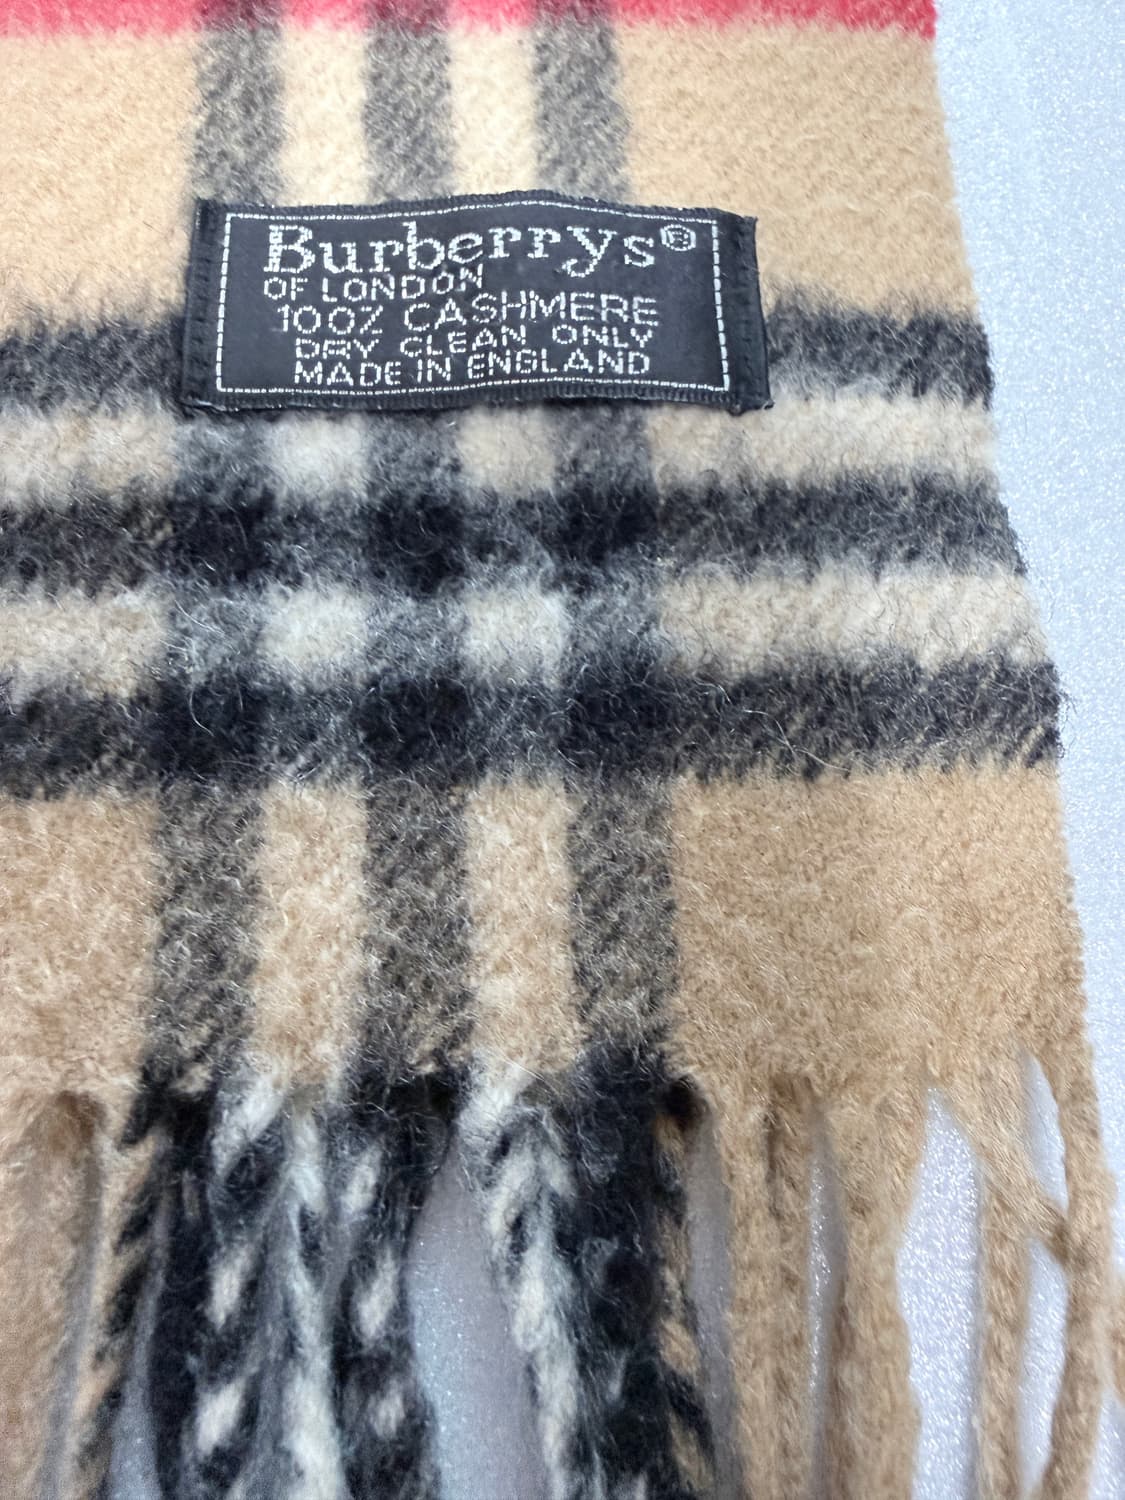 Burberrys®
OF LONDON
100% CASHMERE
DRY CLEAN ONLY
MADE IN ENGLAND